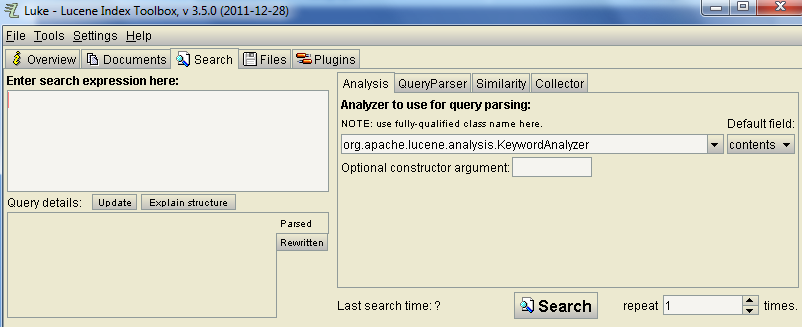 Luke - Lucene Index Toolbox, v 3.5.0 (2011-12-28)
File Tools Settings Help
Overview Documents Search Files Plugins
Enter search expression here:
Analysis QueryParser Similarity Collector
Analyzer to use for query parsing:
NOTE: use fully-qualified class name here.
Default field:
org.apache.lucene.analysis.KeywordAnalyzer
contents
Optional constructor argument:
Query details: Update Explain structure
Parsed
Rewritten
Last search time: ? Search repeat 1 times.